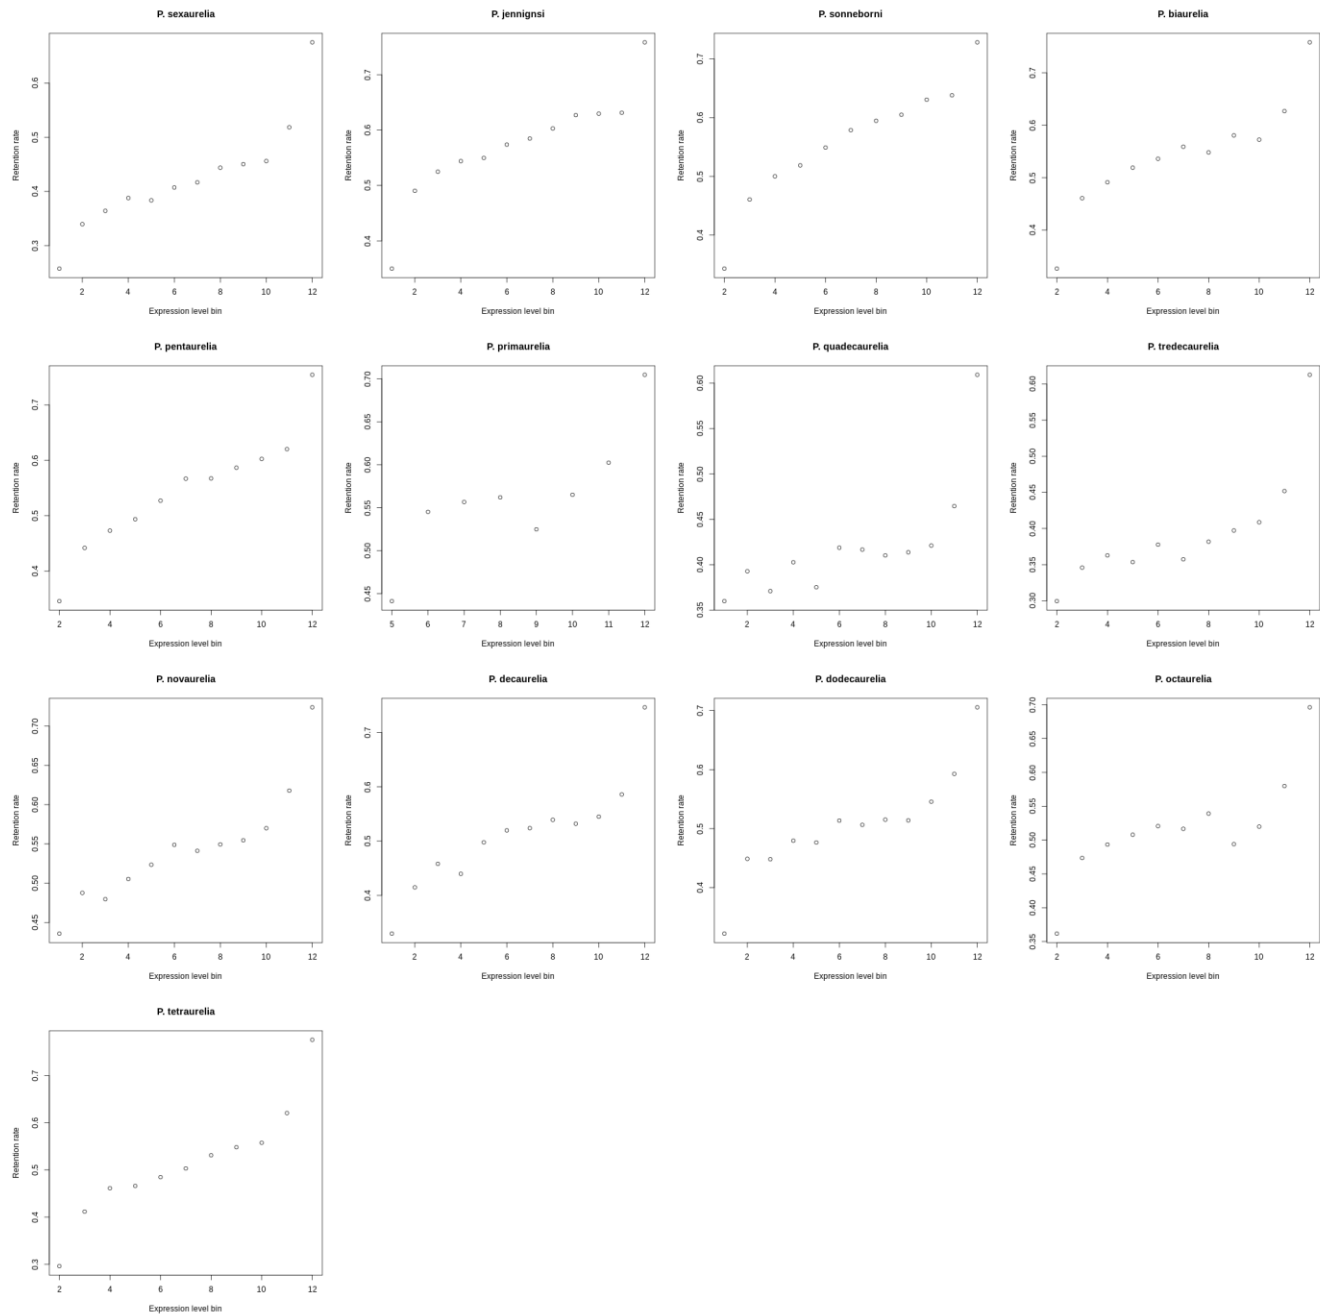 P. sexaurelia
Retention rate
0.3 0.4 0.5 0.6
2 4 6 8 10 12
Expression level bin
P. jennignsi
Retention rate
0.4 0.5 0.6 0.7
2 4 6 8 10 12
Expression level bin
P. sonneborni
Retention rate
0.4 0.5 0.6 0.7
2 4 6 8 10 12
Expression level bin
P. biaurelia
Retention rate
0.4 0.5 0.6 0.7
2 4 6 8 10 12
Expression level bin
P. pentaurelia
Retention rate
0.4 0.5 0.6 0.7
2 4 6 8 10 12
Expression level bin
P. primaurelia
Retention rate
0.45 0.50 0.55 0.60 0.65 0.70
5 6 7 8 9 10 11 12
Expression level bin
P. quadecaurelia
Retention rate
0.35 0.40 0.45 0.50 0.55 0.60
2 4 6 8 10 12
Expression level bin
P. tredecaurelia
Retention rate
0.30 0.35 0.40 0.45 0.50 0.55 0.60
2 4 6 8 10 12
Expression level bin
P. novaurelia
Retention rate
0.45 0.50 0.55 0.60 0.65 0.70
2 4 6 8 10 12
Expression level bin
P. decaurelia
Retention rate
0.4 0.5 0.6 0.7
2 4 6 8 10 12
Expression level bin
P. dodecaurelia
Retention rate
0.4 0.5 0.6 0.7
2 4 6 8 10 12
Expression level bin
P. octaurelia
Retention rate
0.35 0.40 0.45 0.50 0.55 0.60 0.65 0.70
2 4 6 8 10 12
Expression level bin
P. tetraurelia
Retention rate
0.3 0.4 0.5 0.6 0.7
2 4 6 8 10 12
Expression level bin